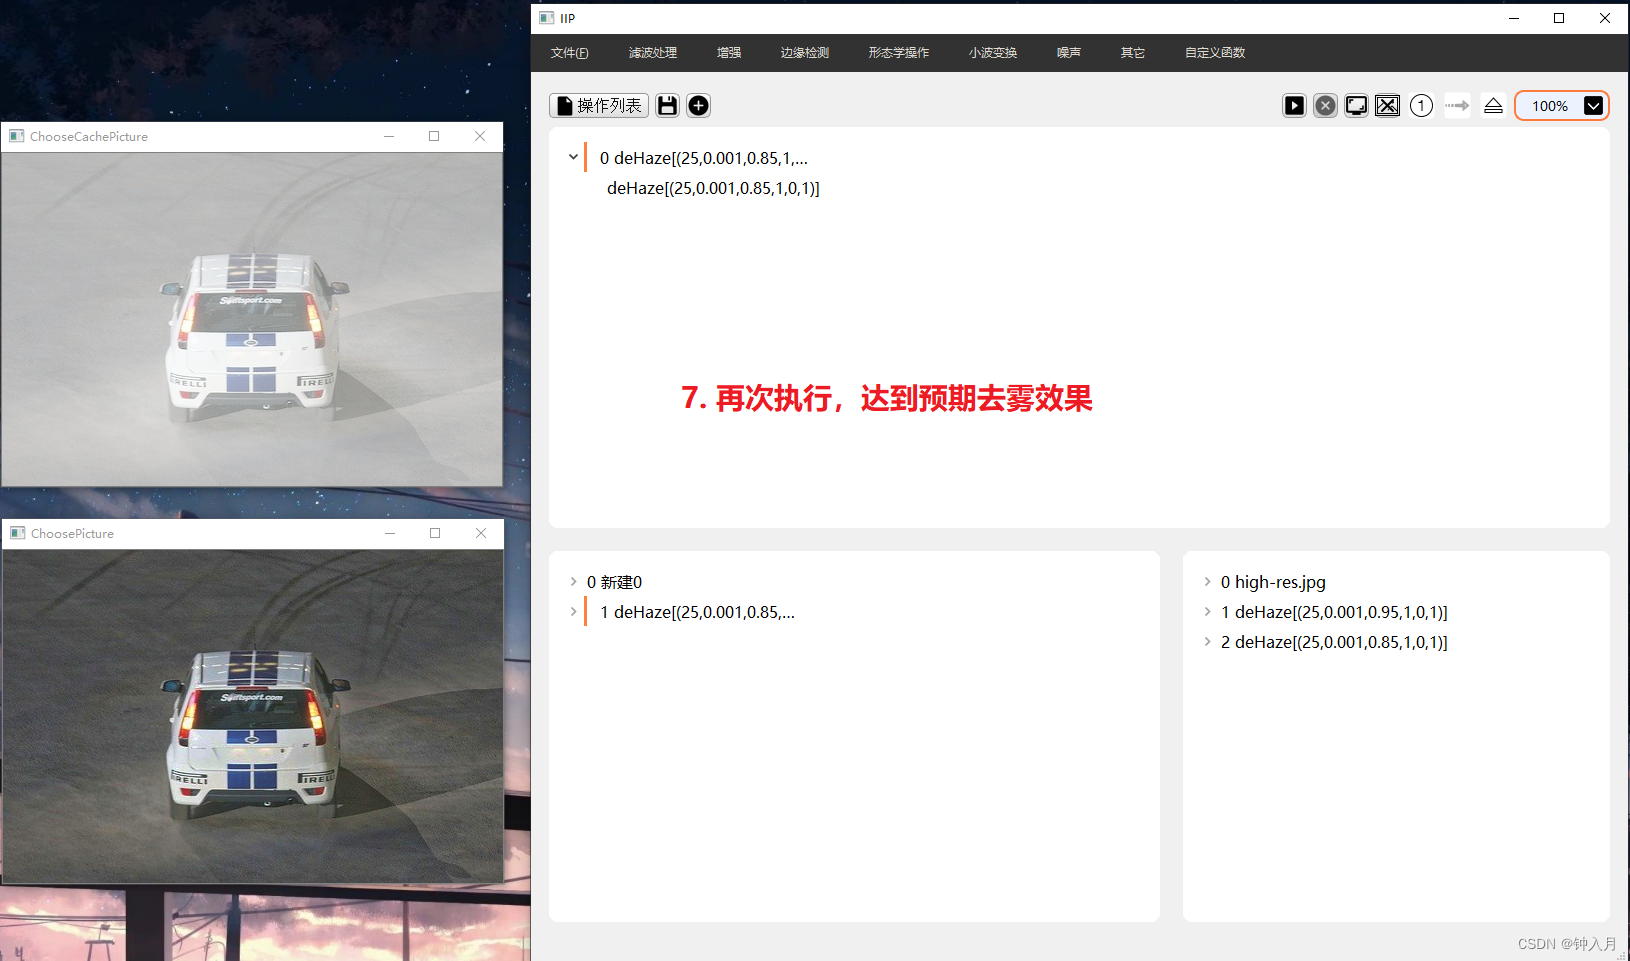 IIP
文件(F) 滤波处理 增强 边缘检测 形态学操作 小波变换 噪声 其它 自定义函数
操作列表 1 100%
0 deHaze[(25,0.001,0.85,1,...
deHaze[(25,0.001,0.85,1,0,1)]
7. 再次执行，达到预期去雾效果
0 新建0
1 deHaze[(25,0.001,0.85,...
0 high-res.jpg
1 deHaze[(25,0.001,0.95,1,0,1)]
2 deHaze[(25,0.001,0.85,1,0,1)]
ChooseCachePicture
Swiftsport.com
PIRELLI PIRELLI
ChoosePicture
Swiftsport.com
PIRELLI PIRELLI
CSDN @钟入月